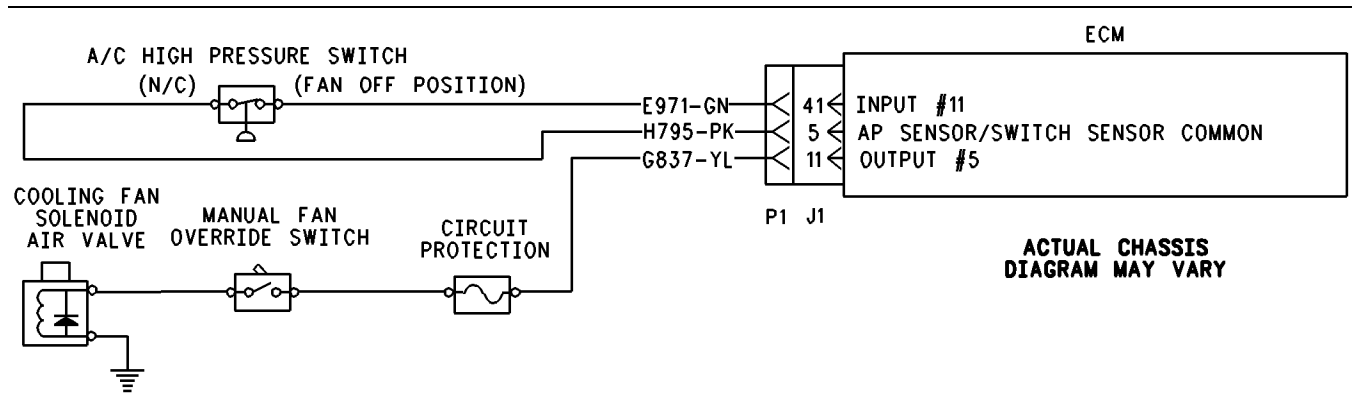 ECM
A/C HIGH PRESSURE SWITCH
(N/C) (FAN OFF POSITION)
E971-GN 41 INPUT #11
H795-PK 5 AP SENSOR/SWITCH SENSOR COMMON
G837-YL 11 OUTPUT #5
P1 J1
COOLING FAN
SOLENOID
AIR VALVE
MANUAL FAN
OVERRIDE SWITCH
CIRCUIT
PROTECTION
ACTUAL CHASSIS
DIAGRAM MAY VARY